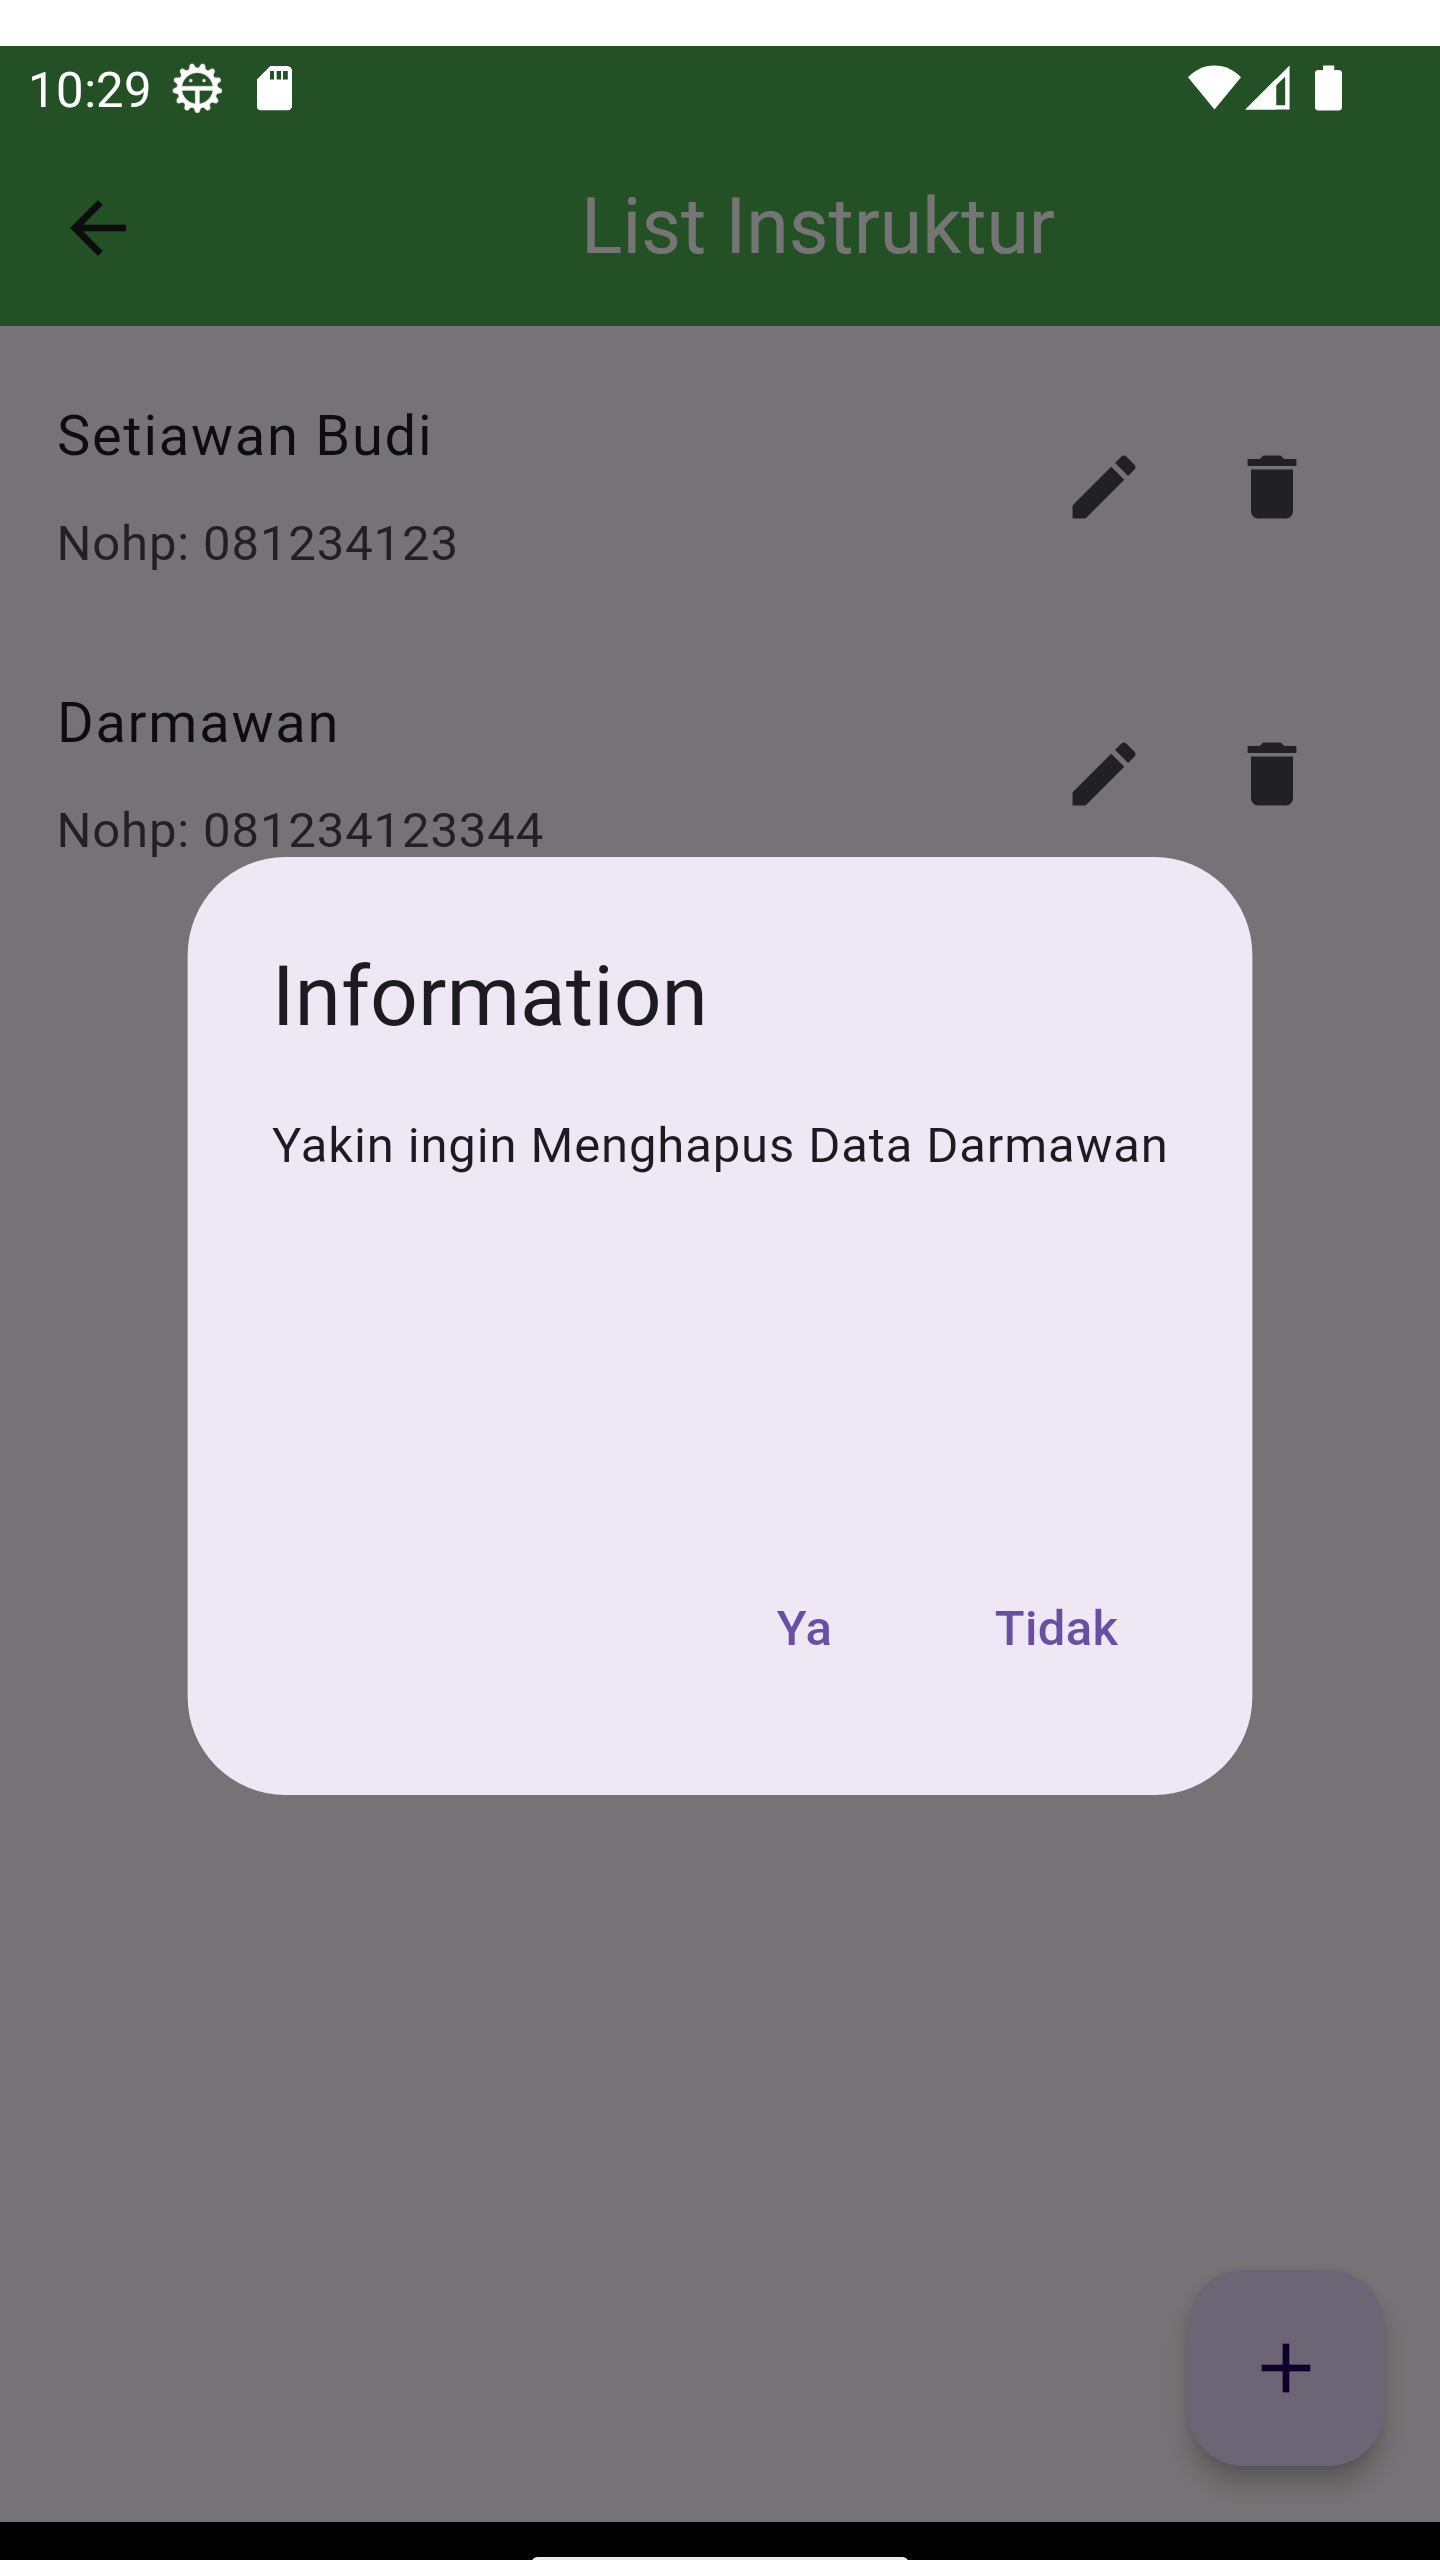 10:29
List Instruktur
Setiawan Budi
Nohp: 081234123
Darmawan
Nohp: 081234123344
Information
Yakin ingin Menghapus Data Darmawan
Ya Tidak